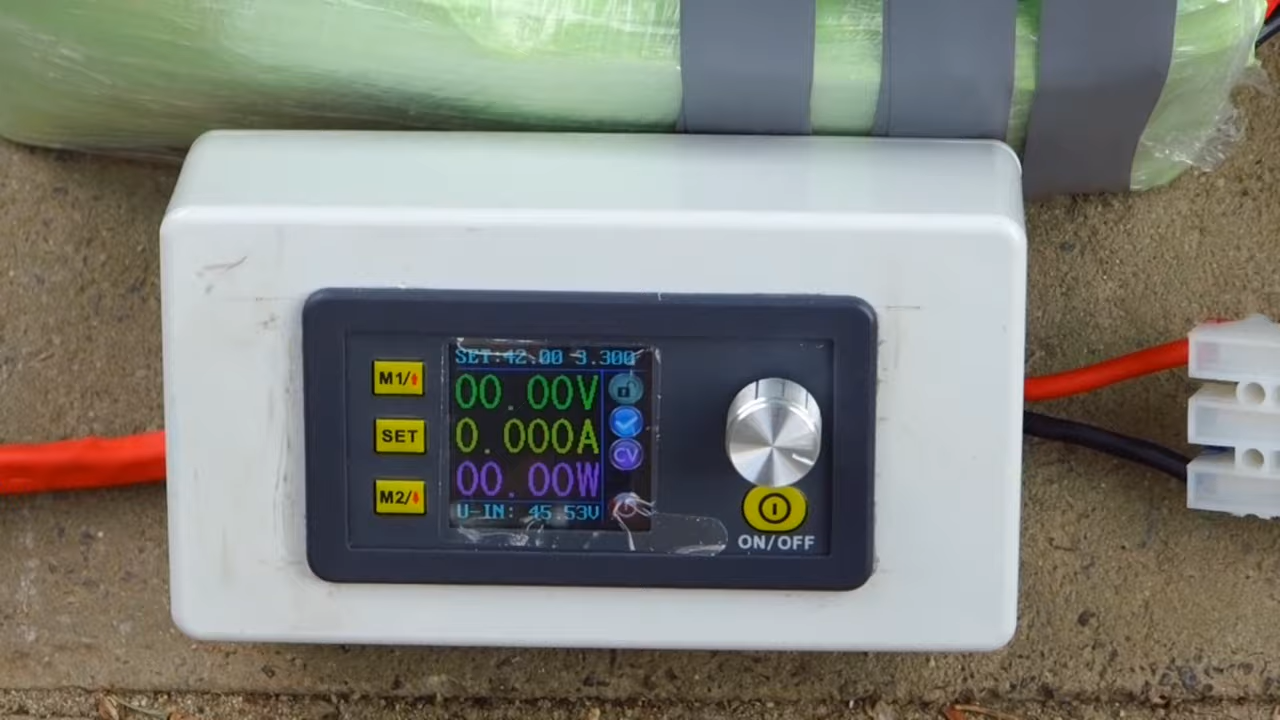 SET:42.00 3.300
M1/
00.00V
SET
0.000A
CV
M2/
00.00W
U-IN: 45.53V
ON/OFF